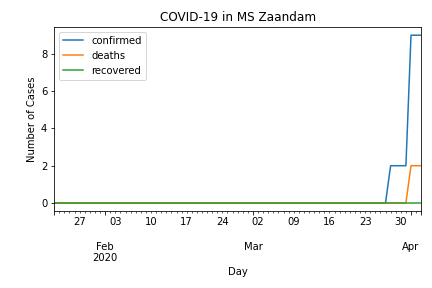 COVID-19 in MS Zaandam
confirmed
deaths
recovered
Number of Cases
8
6
4
2
0
27 03 10 17 24 02 09 16 23 30
Feb Mar Apr
2020
Day